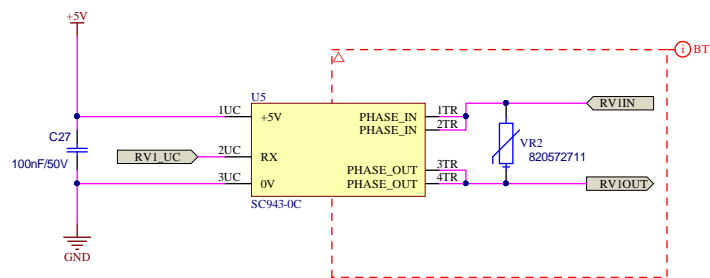 +5V
BT
U5
1UC
+5V
PHASE_IN
1TR
RV1IN
PHASE_IN
2TR
C27
100nF/50V
RV1_UC
2UC
RX
VR2
820572711
PHASE_OUT
3TR
3UC
0V
PHASE_OUT
4TR
RV1OUT
SC943-0C
GND